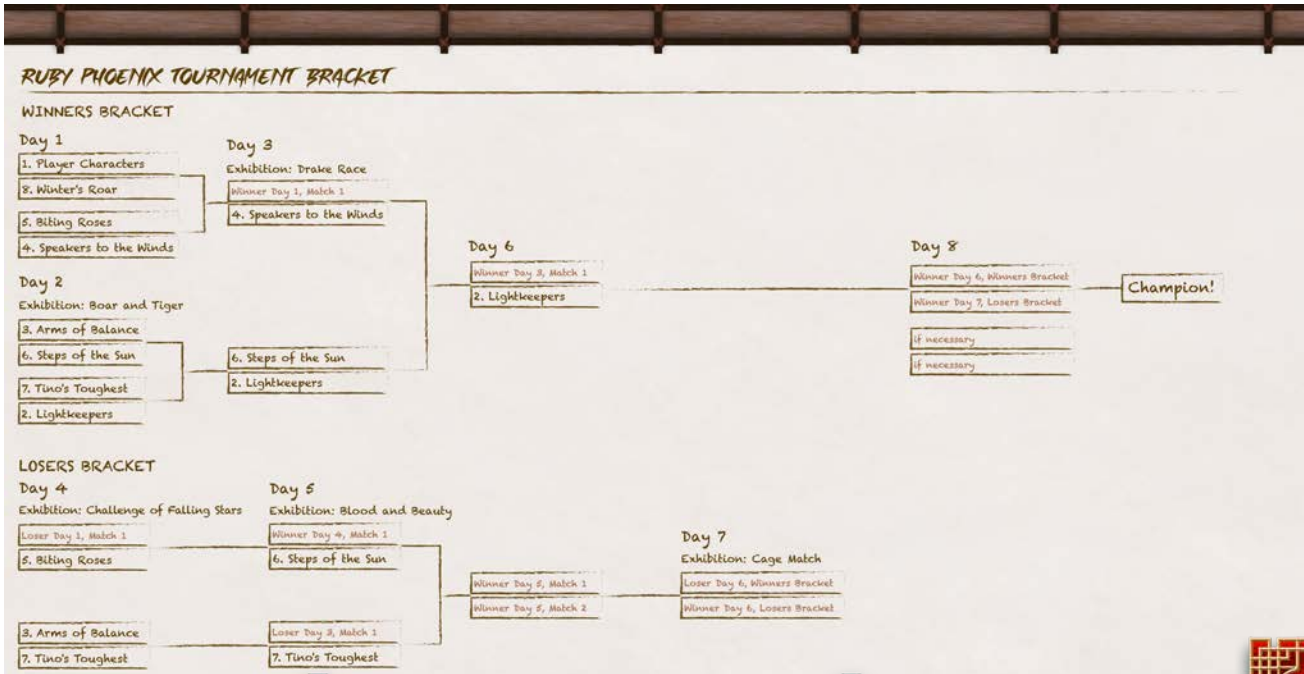 RUBY PHOENIX TOURNAMENT BRACKET
WINNERS BRACKET
Day 1
1. Player Characters
8. Winter's Roar
5. Biting Roses
4. Speakers to the Winds
Day 2
Exhibition: Boar and Tiger
3. Arms of Balance
6. Steps of the Sun
7. Tino's Toughest
2. Lightkeepers
Day 3
Exhibition: Drake Race
Winner Day 1, Match 1
4. Speakers to the Winds
6. Steps of the Sun
2. Lightkeepers
Day 6
Winner Day 3, Match 1
2. Lightkeepers
Day 8
Winner Day 6, Winners Bracket
Winner Day 7, Losers Bracket
if necessary
if necessary
Champion!
LOSERS BRACKET
Day 4
Exhibition: Challenge of Falling Stars
Loser Day 1, Match 1
5. Biting Roses
3. Arms of Balance
7. Tino's Toughest
Day 5
Exhibition: Blood and Beauty
Winner Day 4, Match 1
6. Steps of the Sun
Loser Day 3, Match 1
7. Tino's Toughest
Winner Day 5, Match 1
Winner Day 5, Match 2
Day 7
Exhibition: Cage Match
Loser Day 6, Winners Bracket
Winner Day 6, Losers Bracket